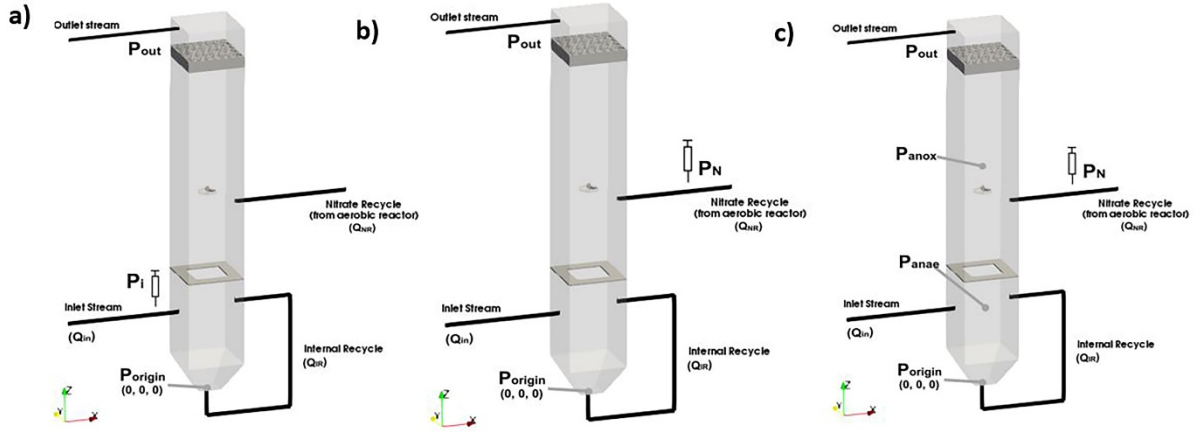 a)
Outlet stream
Pout
Nitrate Recycle
(from aerobic reactor)
(QNR)
Pi
Inlet Stream
(Qin)
Internal Recycle
(QIR)
Porigin
(0, 0, 0)
Z
Y
X
b)
Outlet stream
Pout
PN
Nitrate Recycle
(from aerobic reactor)
(QNR)
Inlet Stream
(Qin)
Internal Recycle
(QIR)
Porigin
(0, 0, 0)
Z
Y
X
c)
Outlet stream
Pout
Panox
PN
Nitrate Recycle
(from aerobic reactor)
(QNR)
Panae
Inlet Stream
(Qin)
Internal Recycle
(QIR)
Porigin
(0, 0, 0)
Z
Y
X